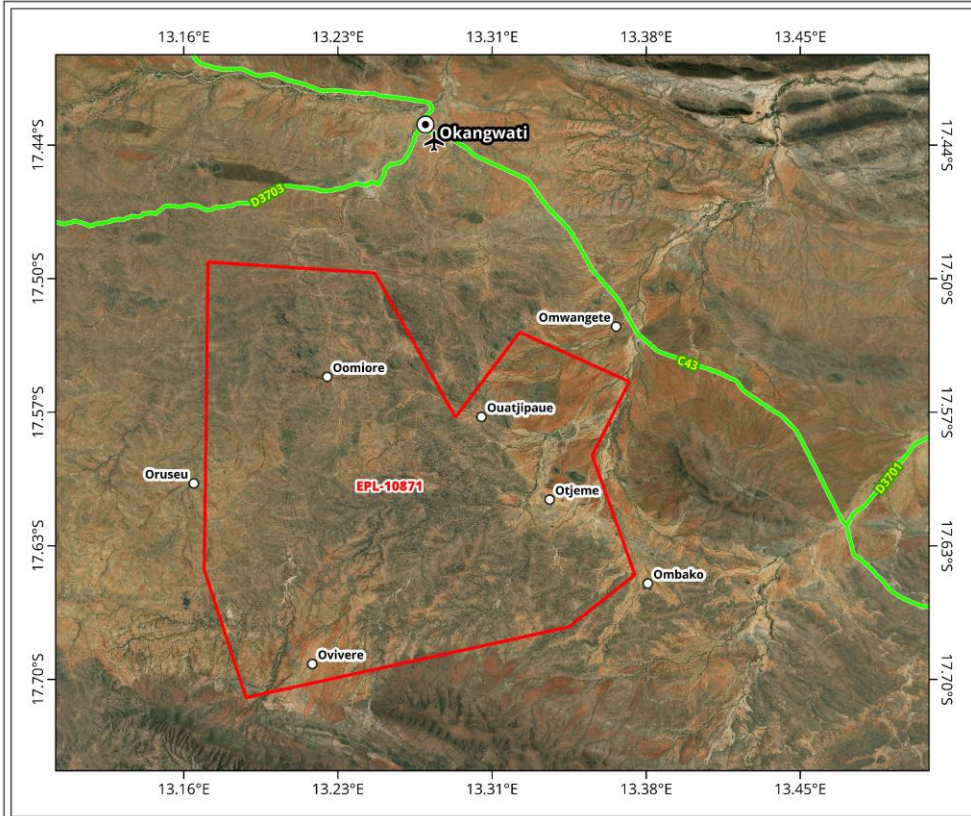 13.16°E 13.23°E 13.31°E 13.38°E 13.45°E
Okangwati
17.44°S 17.44°S
D3703
17.50°S 17.50°S
Omwangete
C43
Oomiore
Ouatjipaue
17.57°S 17.57°S
Oruseu
EPL-10871
Otjeme
D3701
17.63°S 17.63°S
Ombako
Ovivere
17.70°S 17.70°S
13.16°E 13.23°E 13.31°E 13.38°E 13.45°E